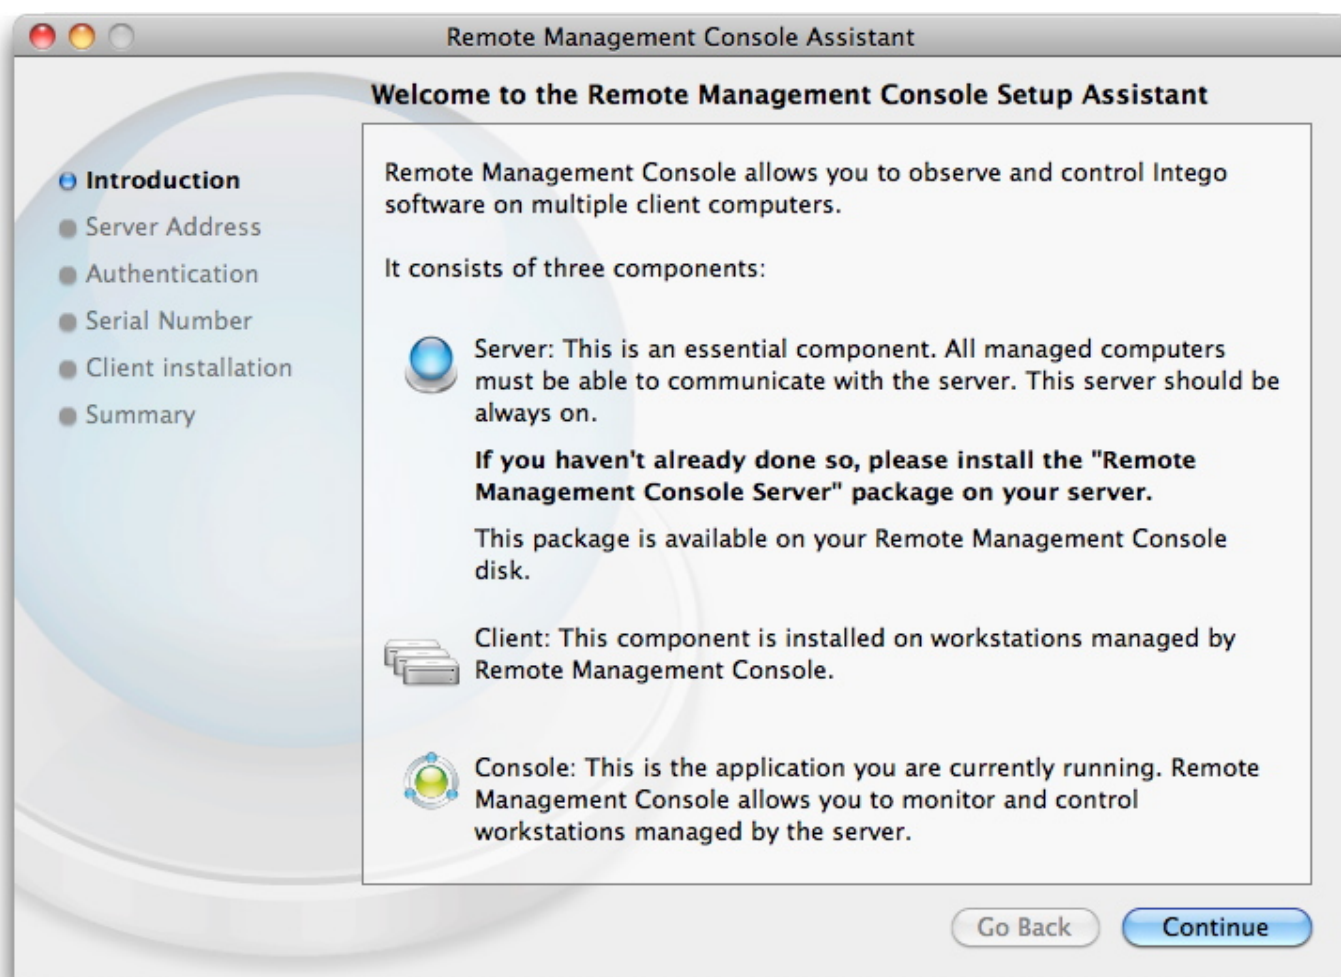 Remote Management Console Assistant
Welcome to the Remote Management Console Setup Assistant
Introduction
Server Address
Authentication
Serial Number
Client installation
Summary
Remote Management Console allows you to observe and control Intego
software on multiple client computers.
It consists of three components:
Server: This is an essential component. All managed computers
must be able to communicate with the server. This server should be
always on.
If you haven't already done so, please install the "Remote
Management Console Server" package on your server.
This package is available on your Remote Management Console
disk.
Client: This component is installed on workstations managed by
Remote Management Console.
Console: This is the application you are currently running. Remote
Management Console allows you to monitor and control
workstations managed by the server.
Go Back
Continue